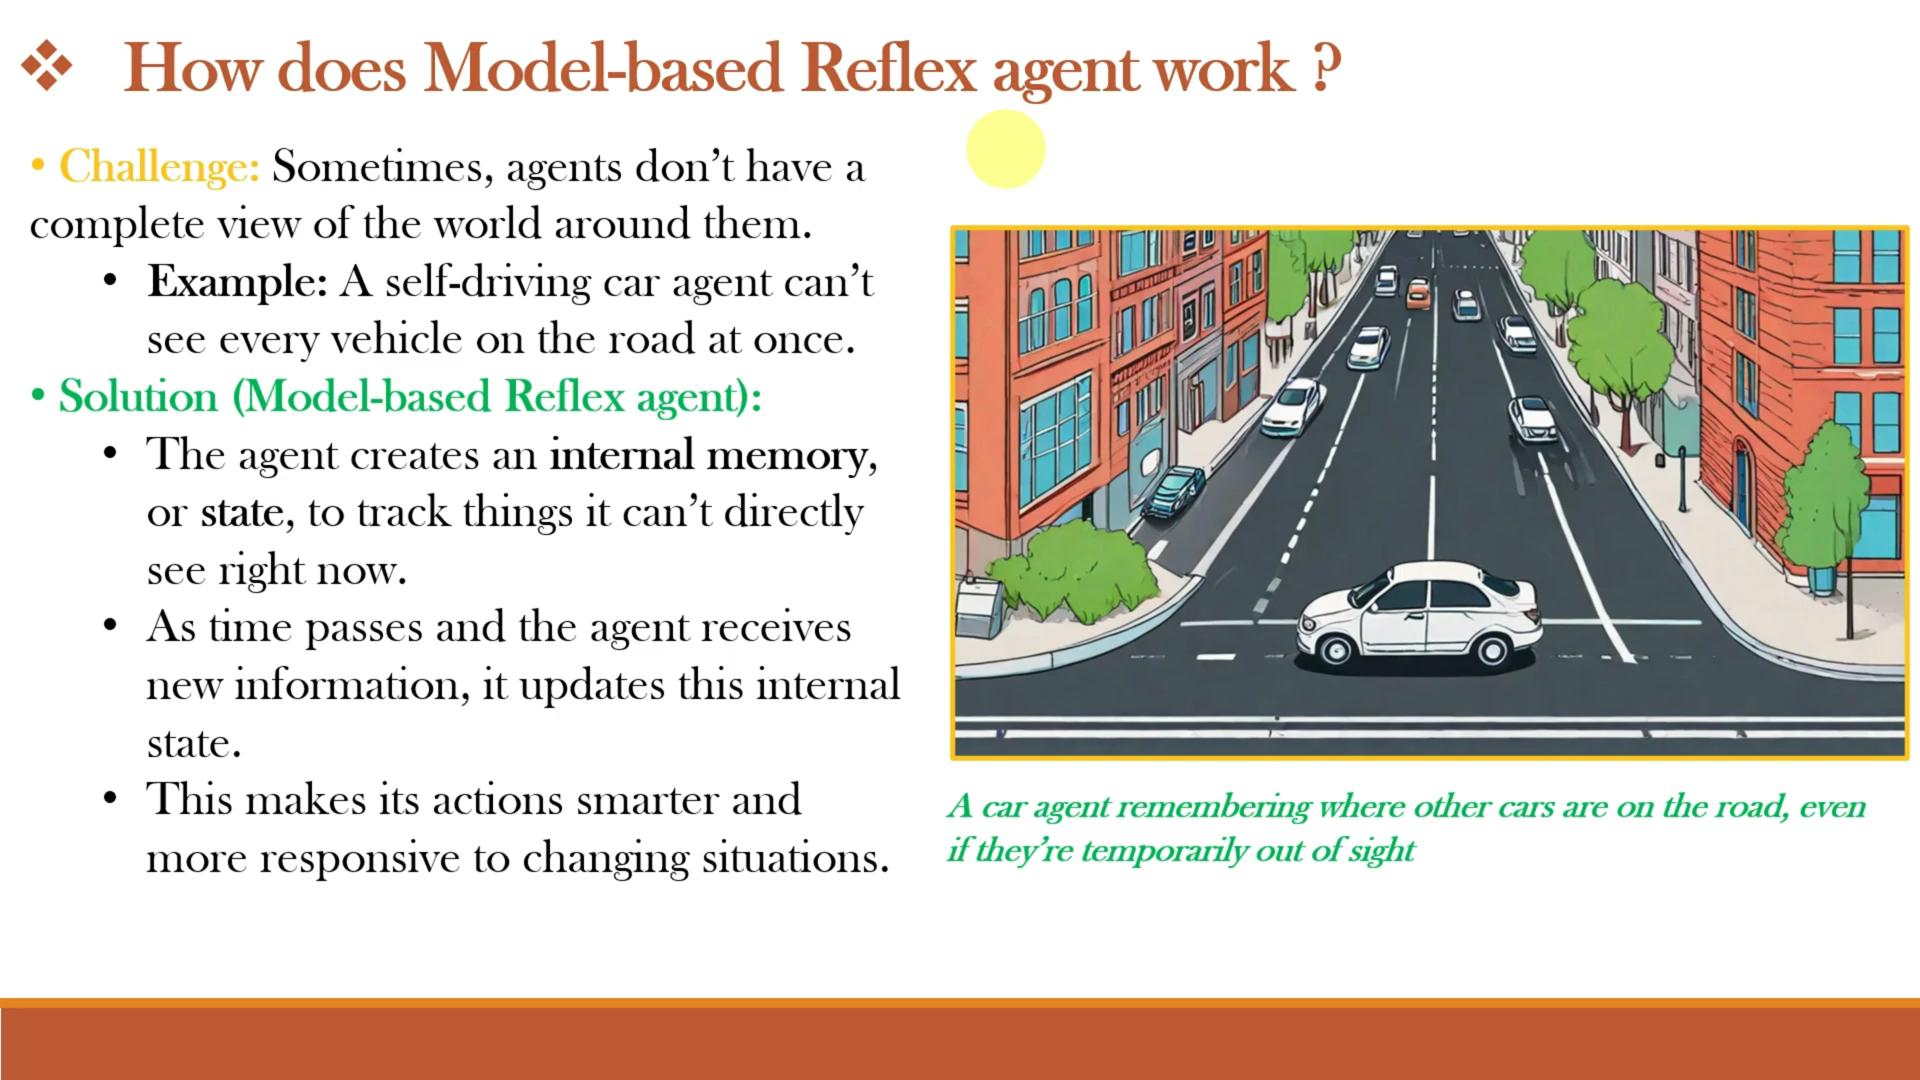 ❖ How does Model-based Reflex agent work ?
• Challenge: Sometimes, agents don’t have a
complete view of the world around them.
• Example: A self-driving car agent can’t
see every vehicle on the road at once.
• Solution (Model-based Reflex agent):
• The agent creates an internal memory,
or state, to track things it can’t directly
see right now.
• As time passes and the agent receives
new information, it updates this internal
state.
• This makes its actions smarter and
more responsive to changing situations.
A car agent remembering where other cars are on the road, even
if they’re temporarily out of sight